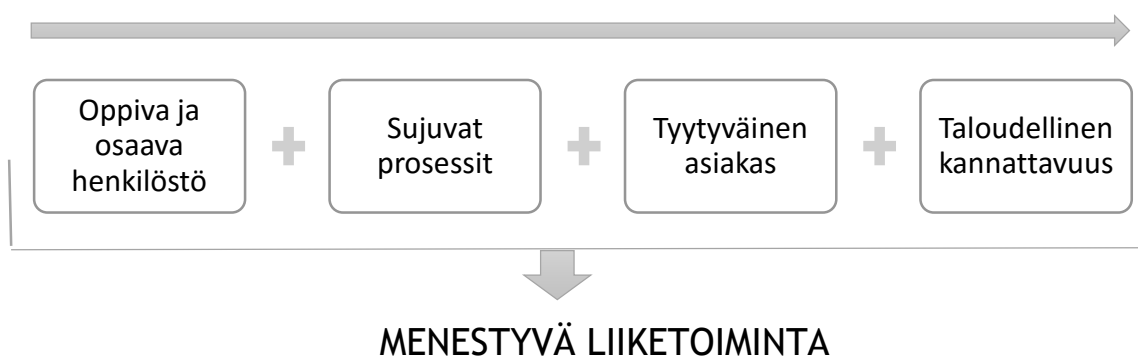 Oppiva ja
osaava
henkilöstö
Sujuvat
prosessit
Tyytyväinen
asiakas
Taloudellinen
kannattavuus
MENESTYVÄ LIIKETOIMINTA